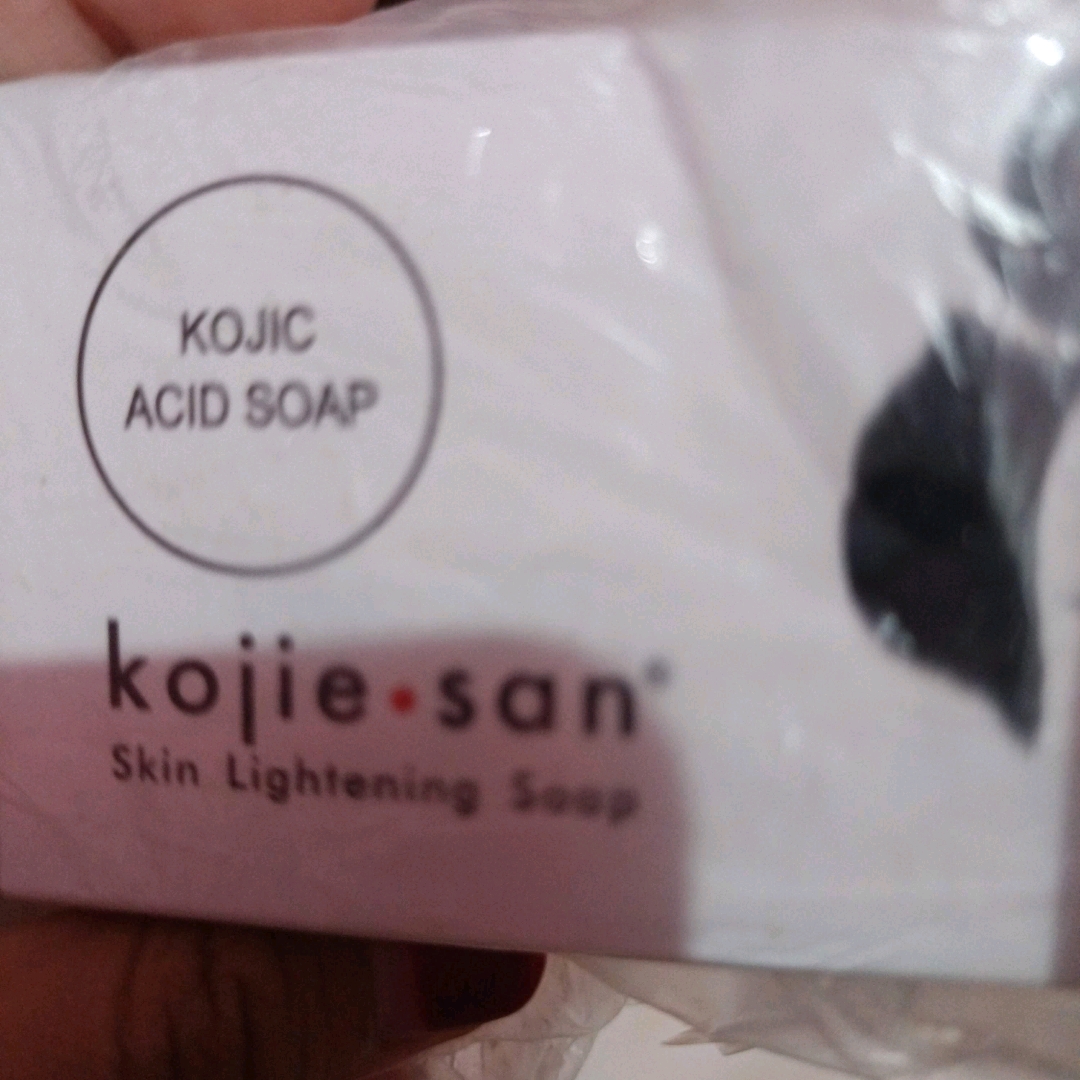 KOJIC
ACID SOAP
kojie•san®
Skin Lightening Soap